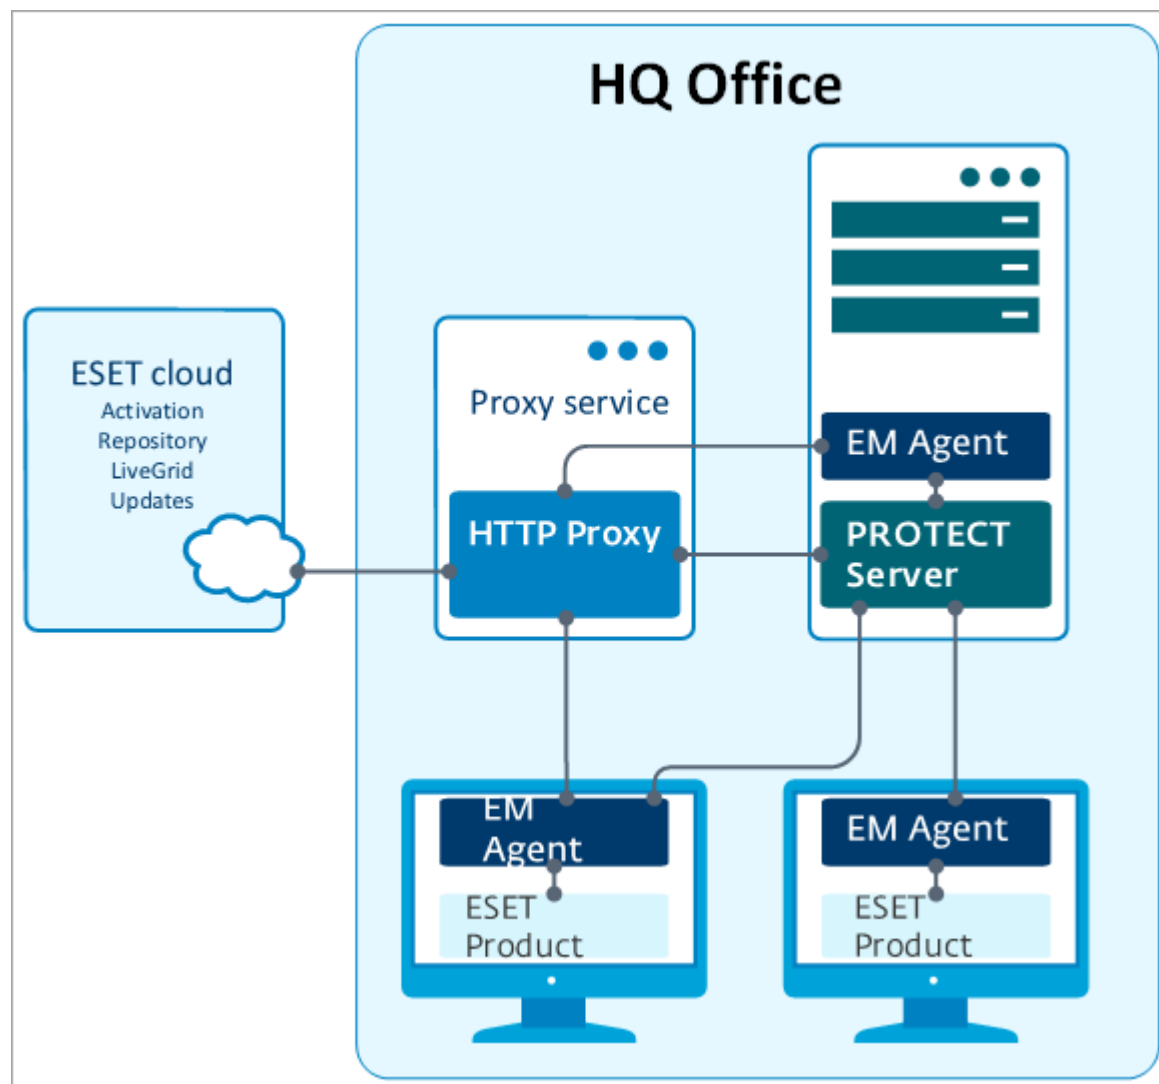 HQ Office
ESET cloud
Activation
Repository
LiveGrid
Updates
Proxy service
HTTP Proxy
EM Agent
PROTECT
Server
EM
Agent
ESET
Product
EM Agent
ESET
Product